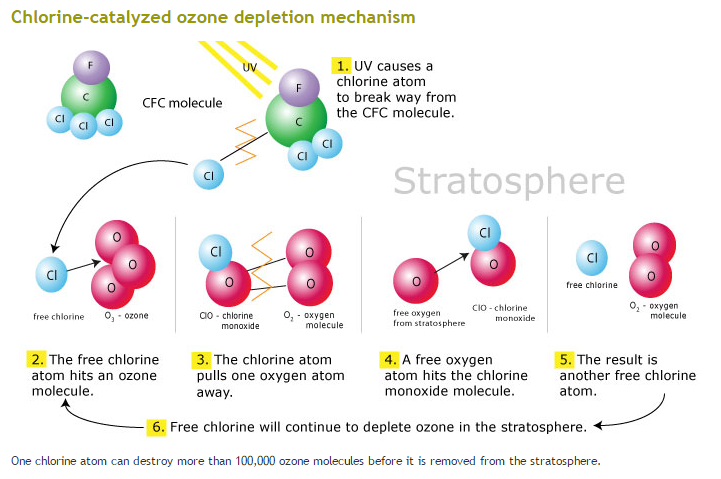 Chlorine-catalyzed ozone depletion mechanism
UV
F
C
Cl
Cl
Cl
CFC molecule
F
C
Cl
Cl
Cl
1. UV causes a
chlorine atom
to break way from
the CFC molecule.
Stratosphere
Cl
O
O
O
free chlorine
O3 - ozone
Cl
O
O
O
ClO - chlorine
monoxide
O2 - oxygen
molecule
O
Cl
O
free oxygen
from stratosphere
ClO - chlorine
monoxide
Cl
O
O
free chlorine
O2 - oxygen
molecule
2. The free chlorine
atom hits an ozone
molecule.
3. The chlorine atom
pulls one oxygen atom
away.
4. A free oxygen
atom hits the chlorine
monoxide molecule.
5. The result is
another free chlorine
atom.
6. Free chlorine will continue to deplete ozone in the stratosphere.
One chlorine atom can destroy more than 100,000 ozone molecules before it is removed from the stratosphere.